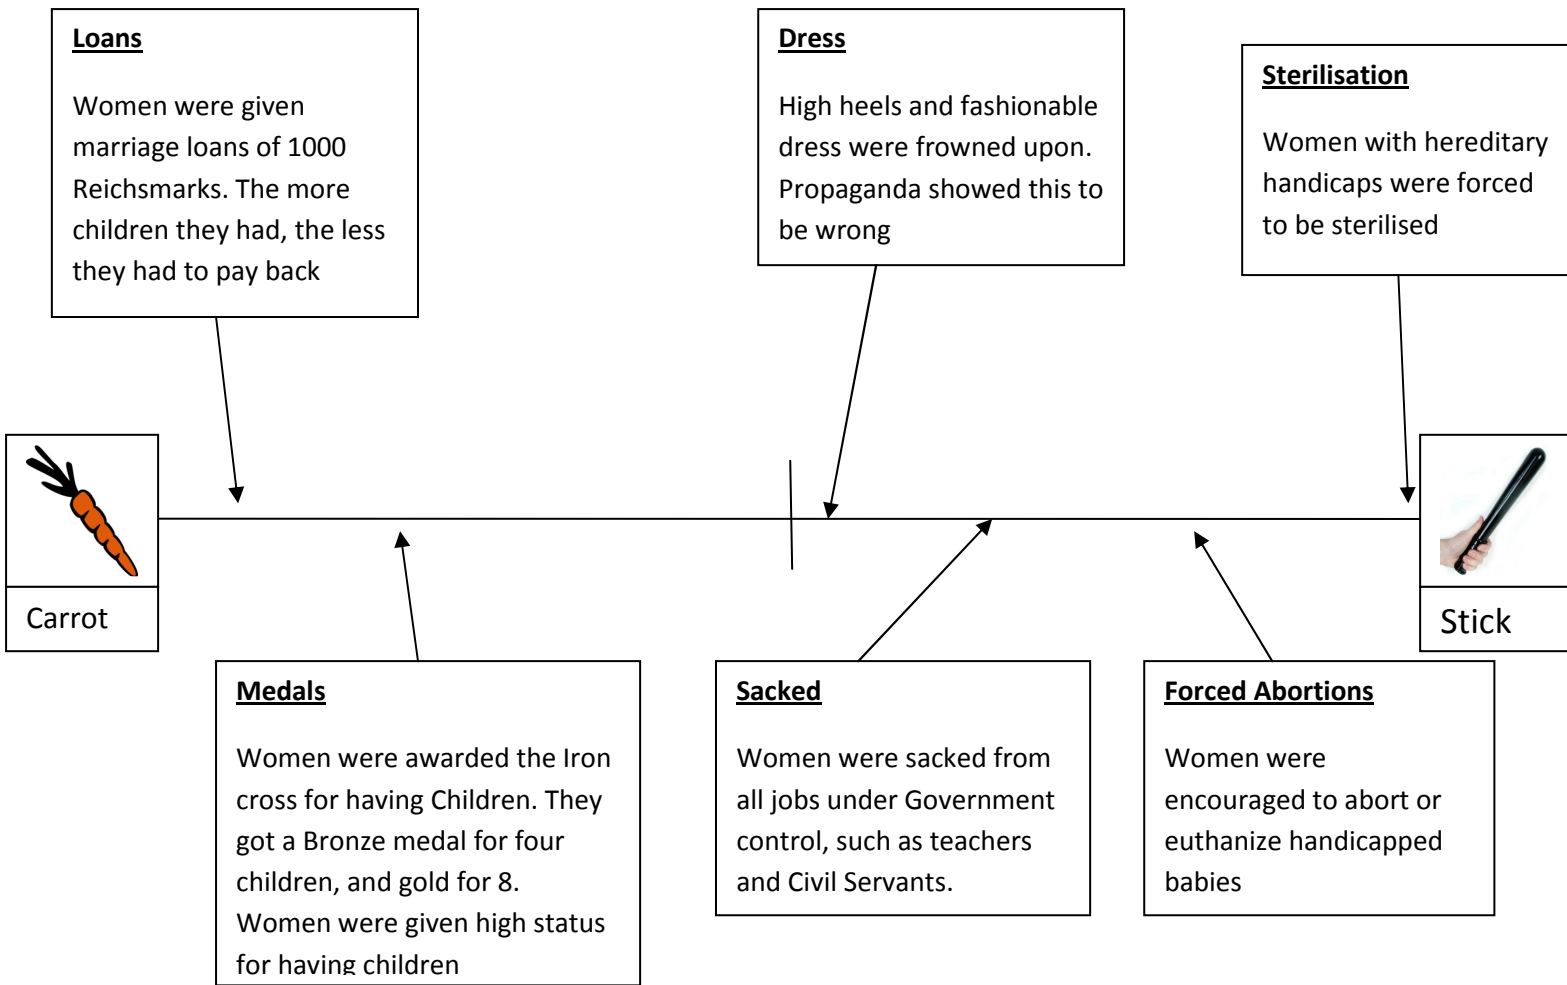 Loans
Women were given
marriage loans of 1000
Reichsmarks. The more
children they had, the less
they had to pay back
Dress
High heels and fashionable
dress were frowned upon.
Propaganda showed this to
be wrong
Sterilisation
Women with hereditary
handicaps were forced
to be sterilised
Carrot
Stick
Medals
Women were awarded the Iron
cross for having Children. They
got a Bronze medal for four
children, and gold for 8.
Women were given high status
for having children
Sacked
Women were sacked from
all jobs under Government
control, such as teachers
and Civil Servants.
Forced Abortions
Women were
encouraged to abort or
euthanize handicapped
babies